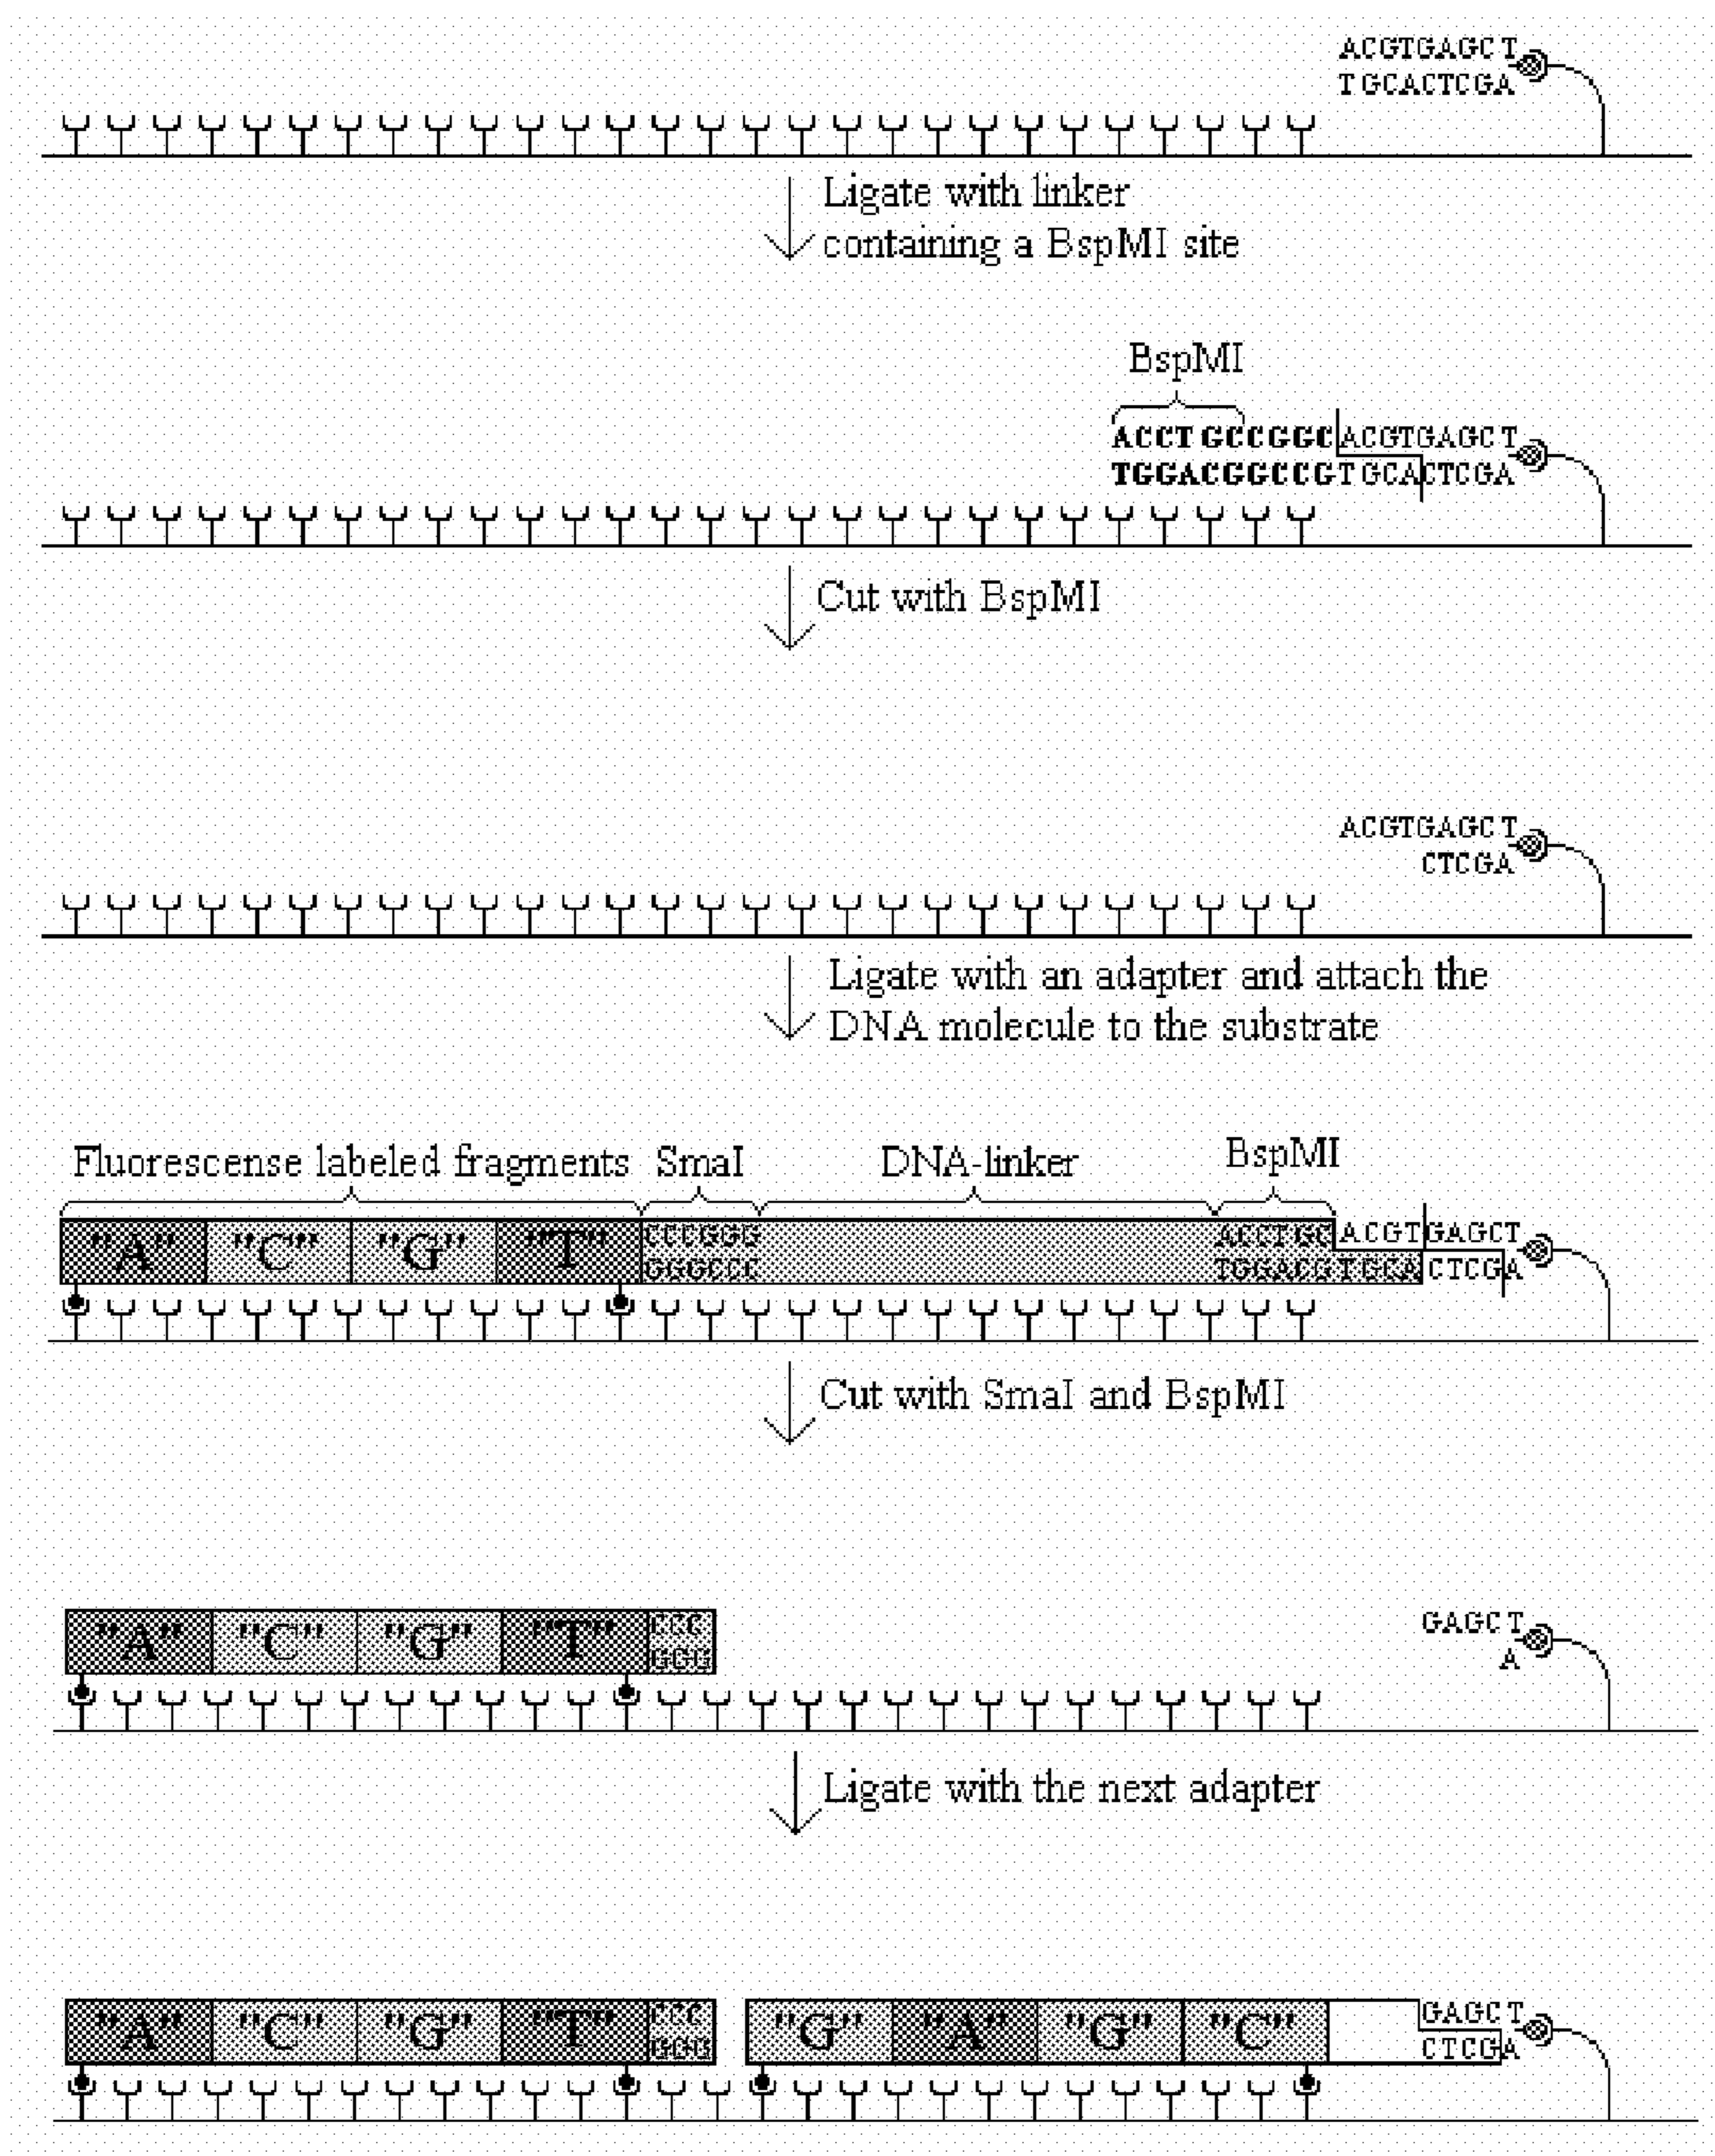 ACGTGAGCT
TGCACTCGA
Ligate with linker
containing a BspMI site
BspMI
ACCTGCCGGCACGTGAGCT
TGGACGGCCGTGCACTCGA
Cut with BspMI
ACGTGAGCT
CTCGA
Ligate with an adapter and attach the
DNA molecule to the substrate
Fluorescense labeled fragments SmaI DNA-linker BspMI
"A" "C" "G" "T" CCCGGG ACCTGC ACGTGAGCT
GGGCCC TGGACGTGCACTCGA
Cut with SmaI and BspMI
"A" "C" "G" "T" CCC GAGCT
GGG A
Ligate with the next adapter
"A" "C" "G" "T" CCC "G" "A" "G" "C" GAGCT
GGG CTCGA